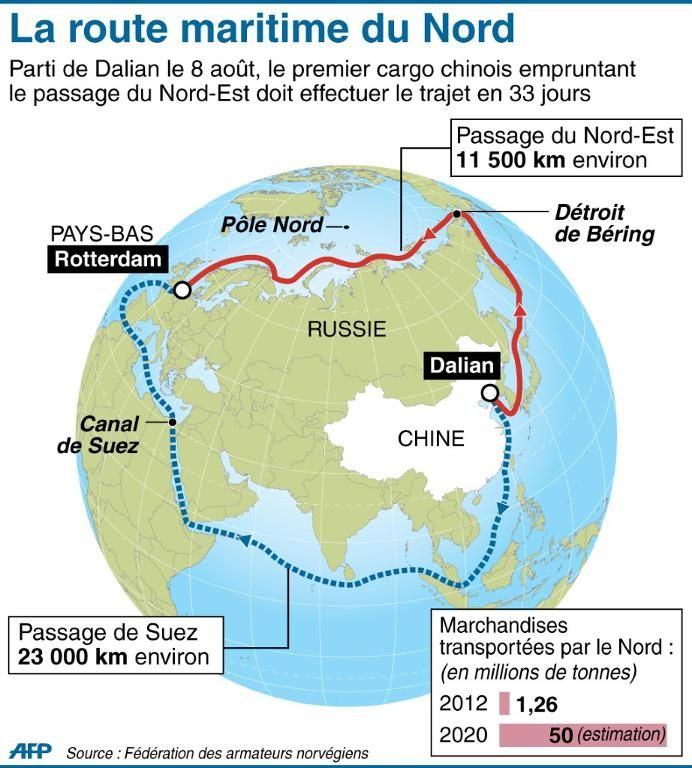 La route maritime du Nord
Parti de Dalian le 8 août, le premier cargo chinois empruntant
le passage du Nord-Est doit effectuer le trajet en 33 jours
Passage du Nord-Est
11 500 km environ
Pôle Nord
Détroit
de Béring
PAYS-BAS
Rotterdam
RUSSIE
Dalian
Canal
de Suez
CHINE
Passage de Suez
23 000 km environ
Marchandises
transportées par le Nord :
(en millions de tonnes)
2012 1,26
2020 50 (estimation)
AFP Source : Fédération des armateurs norvégiens